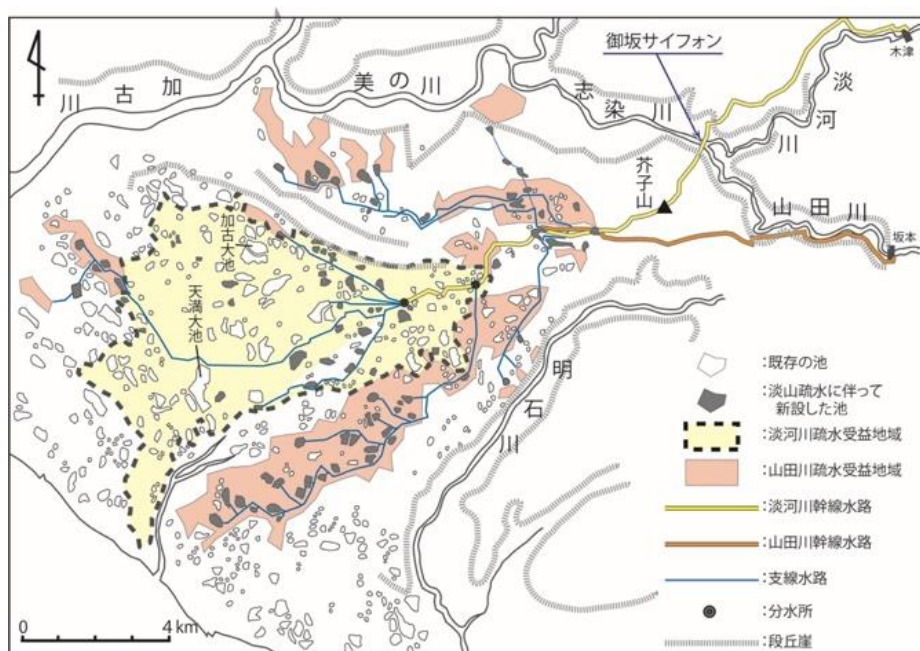 御坂サイフォン
木津
淡河川
志染川
美の川
加古川
芥子山
山田川
坂本
加古大池
天満大池
明石川
:既存の池
:淡山疏水に伴って
新設した池
:淡河川疏水受益地域
:山田川疏水受益地域
:淡河川幹線水路
:山田川幹線水路
:支線水路
:分水所
:段丘崖
0 4 km